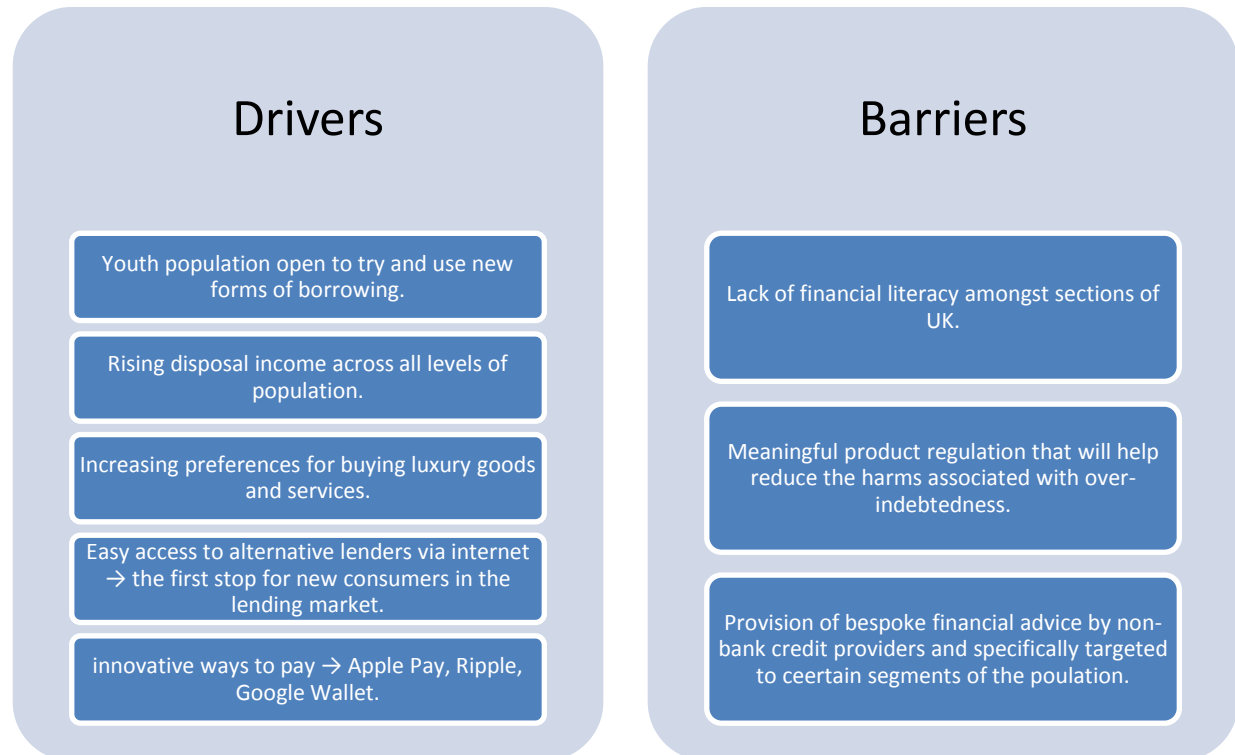 Drivers
Youth population open to try and use new
forms of borrowing.
Rising disposal income across all levels of
population.
Increasing preferences for buying luxury goods
and services.
Easy access to alternative lenders via internet
→ the first stop for new consumers in the
lending market.
innovative ways to pay → Apple Pay, Ripple,
Google Wallet.
Barriers
Lack of financial literacy amongst sections of
UK.
Meaningful product regulation that will help
reduce the harms associated with over-
indebtedness.
Provision of bespoke financial advice by non-
bank credit providers and specifically targeted
to ceertain segments of the poulation.